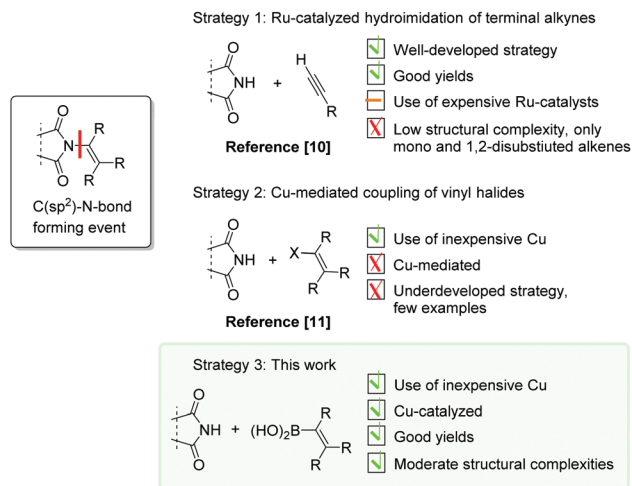 Strategy 1: Ru-catalyzed hydroimidation of terminal alkynes
O
NH
O
+
H
R
Reference [10]
Well-developed strategy
Good yields
Use of expensive Ru-catalysts
Low structural complexity, only
mono and 1,2-disubstiuted alkenes
O
N
O
R
R
R
C(sp²)-N-bond
forming event
Strategy 2: Cu-mediated coupling of vinyl halides
O
NH
O
+
X
R
R
R
Reference [11]
Use of inexpensive Cu
Cu-mediated
Underdeveloped strategy,
few examples
Strategy 3: This work
O
NH
O
+
(HO)₂B
R
R
R
Use of inexpensive Cu
Cu-catalyzed
Good yields
Moderate structural complexities